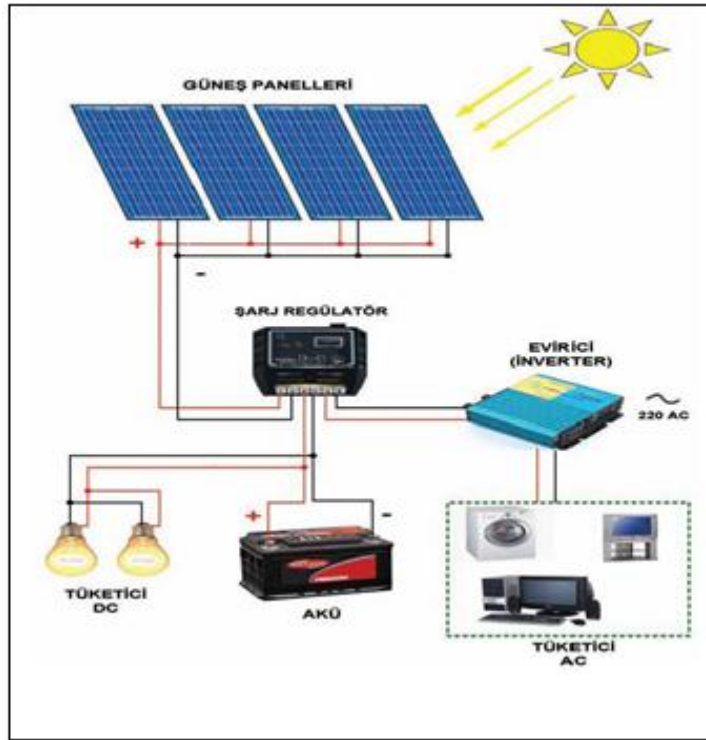 GÜNEŞ PANELLERİ
+
-
ŞARJ REGÜLATÖR
EVİRİCİ
(İNVERTER)
220 AC
+
-
TÜKETİCİ
DC
AKÜ
TÜKETİCİ
AC